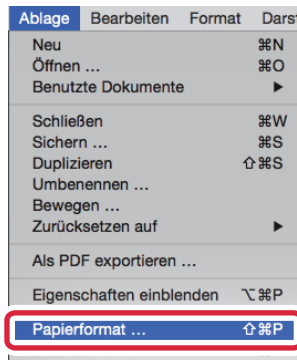 Ablage Bearbeiten Format Dars
Neu ⌘N
Öffnen ... ⌘O
Benutzte Dokumente ▶
Schließen ⌘W
Sichern ... ⌘S
Duplizieren ⇧⌘S
Umbenennen ...
Bewegen ...
Zurücksetzen auf ▶
Als PDF exportieren ...
Eigenschaften einblenden ⌥⌘P
Papierformat ... ⇧⌘P